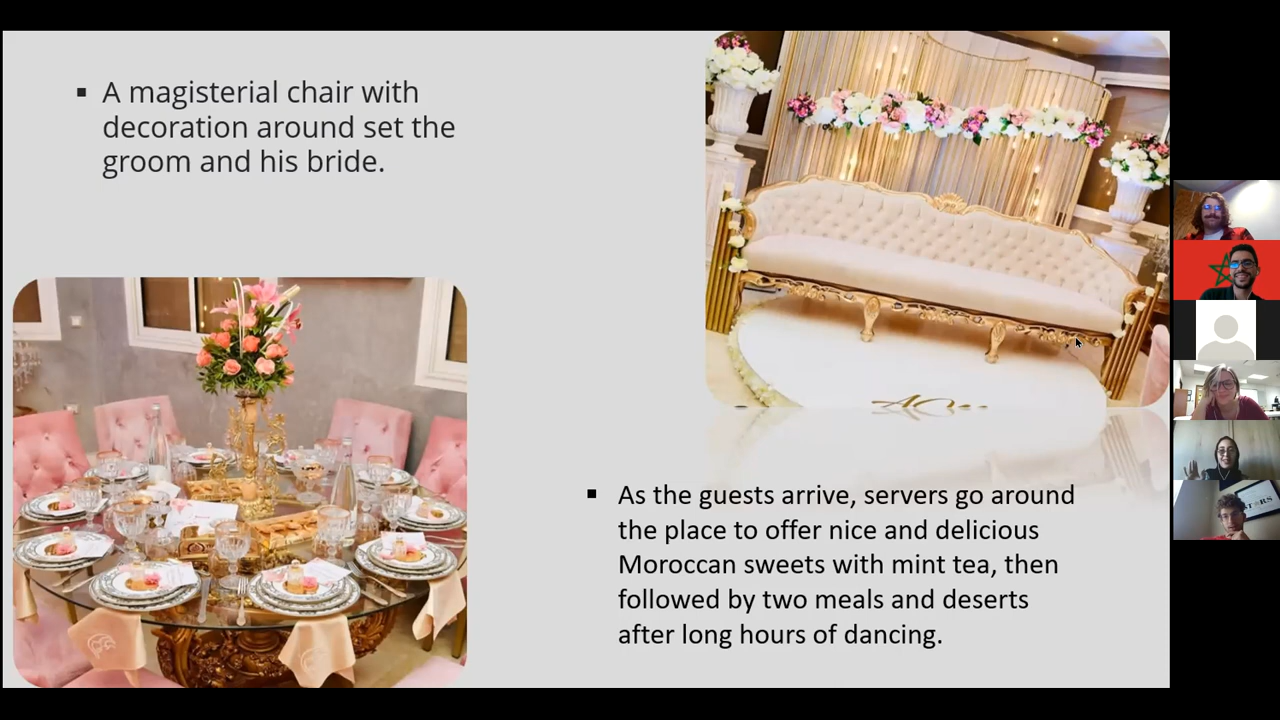 A magisterial chair with
decoration around set the
groom and his bride.
As the guests arrive, servers go around
the place to offer nice and delicious
Moroccan sweets with mint tea, then
followed by two meals and deserts
after long hours of dancing.